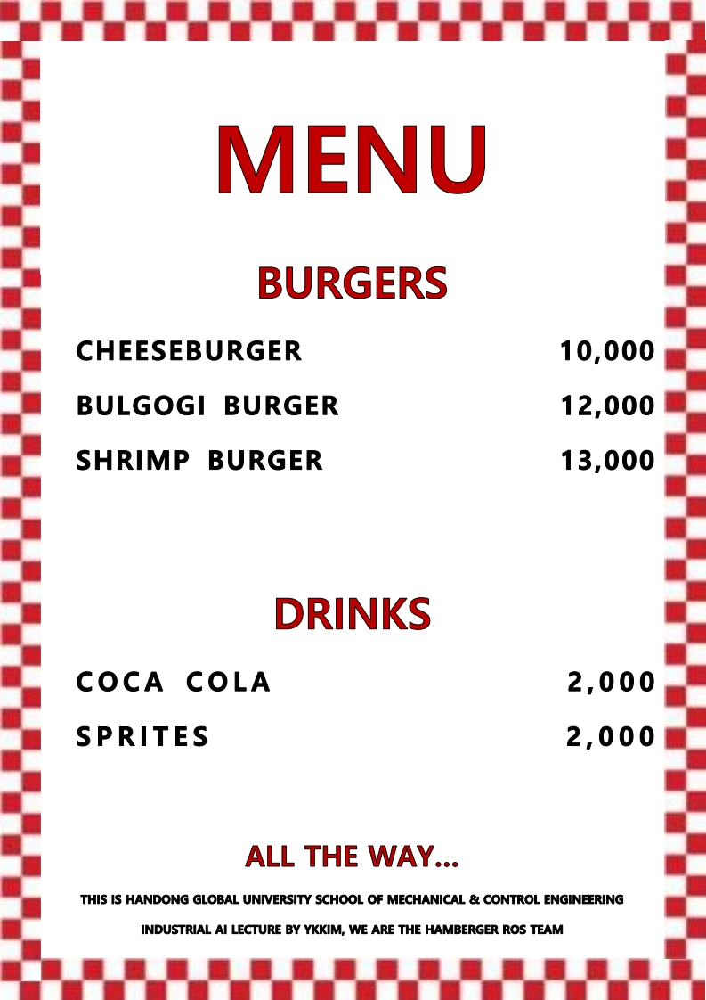 MENU
BURGERS
CHEESEBURGER 10,000
BULGOGI BURGER 12,000
SHRIMP BURGER 13,000
DRINKS
COCA COLA 2,000
SPRITES 2,000
ALL THE WAY...
THIS IS HANDONG GLOBAL UNIVERSITY SCHOOL OF MECHANICAL & CONTROL ENGINEERING
INDUSTRIAL AI LECTURE BY YKKIM, WE ARE THE HAMBERGER ROS TEAM